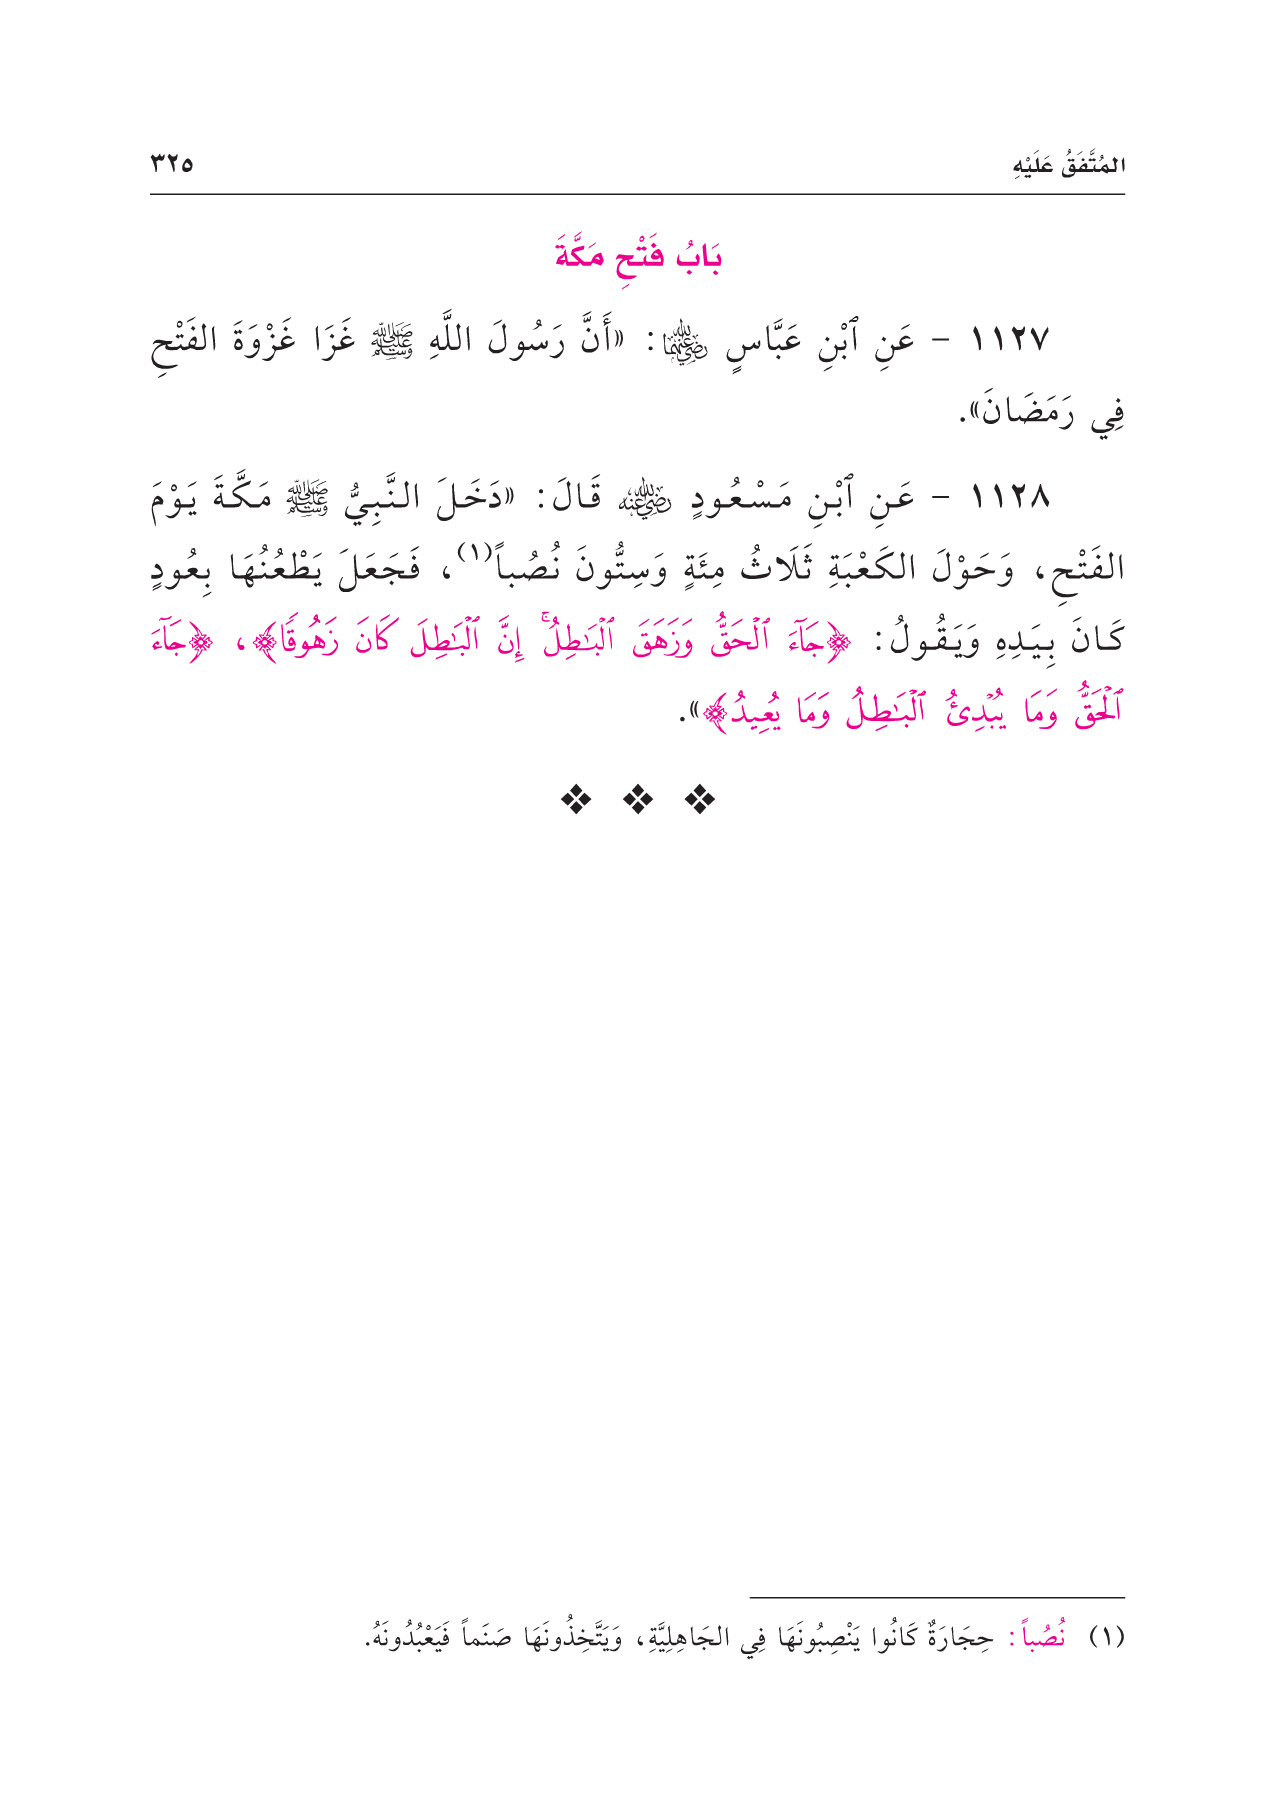 المُتَّفَقُ عَلَيْهِ ٣٢٥
بَابُ فَتْحِ مَكَّةَ
١١٢٧ - عَنِ ٱبْنِ عَبَّاسٍ رضي الله عنهما: «أَنَّ رَسُولَ اللَّهِ ﷺ غَزَا غَزْوَةَ الفَتْحِ
فِي رَمَضَانَ».
١١٢٨ - عَنِ ٱبْنِ مَسْعُودٍ رضي الله عنه قَالَ: «دَخَلَ النَّبِيُّ ﷺ مَكَّةَ يَوْمَ
الفَتْحِ، وَحَوْلَ الكَعْبَةِ ثَلَاثُ مِئَةٍ وَسِتُّونَ نُصُباً(١)، فَجَعَلَ يَطْعُنُهَا بِعُودٍ
كَانَ بِيَدِهِ وَيَقُولُ: ﴿جَآءَ ٱلْحَقُّ وَزَهَقَ ٱلْبَٰطِلُ ۚ إِنَّ ٱلْبَٰطِلَ كَانَ زَهُوقًا﴾، ﴿جَآءَ
ٱلْحَقُّ وَمَا يُبْدِئُ ٱلْبَٰطِلُ وَمَا يُعِيدُ﴾».
(١) نُصُباً: حِجَارَةٌ كَانُوا يَنْصِبُونَهَا فِي الجَاهِلِيَّةِ، وَيَتَّخِذُونَهَا صَنَماً فَيَعْبُدُونَهُ.